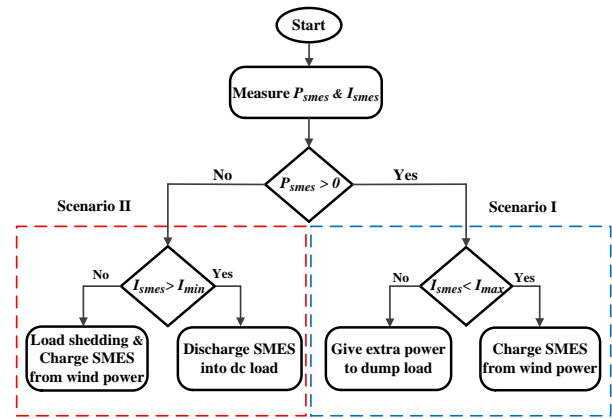 Start
Measure P_smes & I_smes
No
P_smes > 0
Yes
Scenario II
Scenario I
No
I_smes > I_min
Yes
No
I_smes < I_max
Yes
Load shedding &
Charge SMES
from wind power
Discharge SMES
into dc load
Give extra power
to dump load
Charge SMES
from wind power